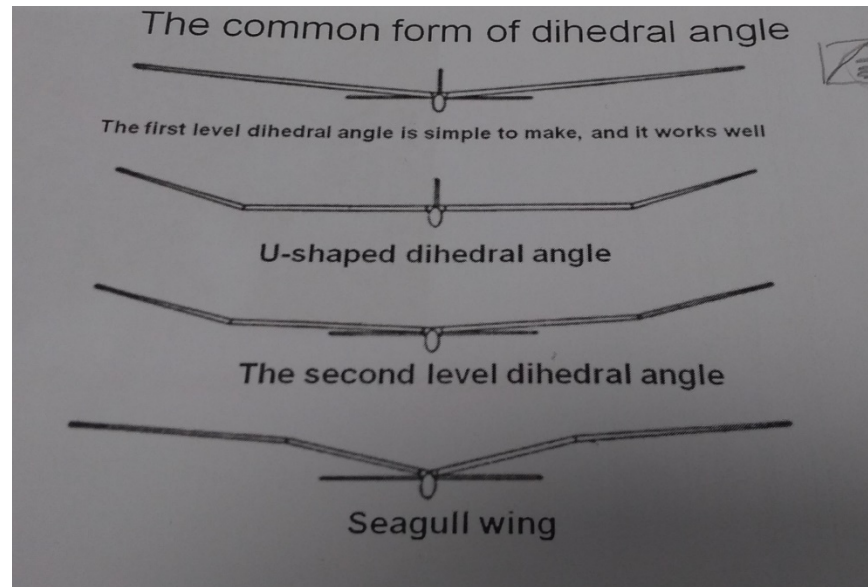 The common form of dihedral angle
The first level dihedral angle is simple to make, and it works well
U-shaped dihedral angle
The second level dihedral angle
Seagull wing